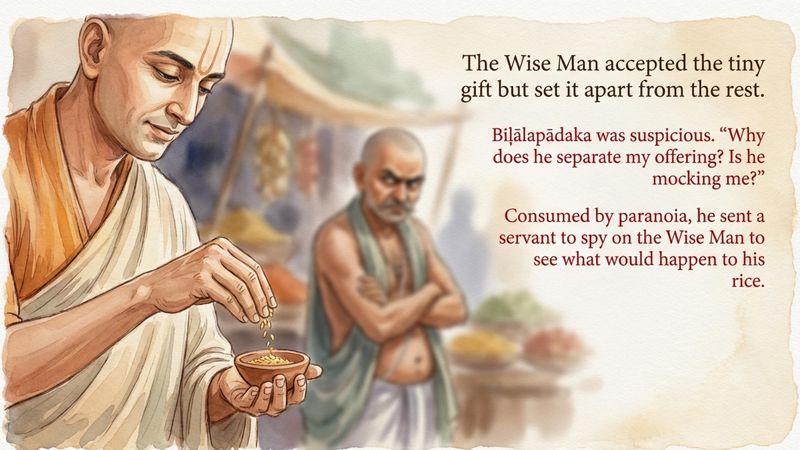 The Wise Man accepted the tiny
gift but set it apart from the rest.
Biḷālapādaka was suspicious. “Why
does he separate my offering? Is he
mocking me?”
Consumed by paranoia, he sent a
servant to spy on the Wise Man to
see what would happen to his
rice.